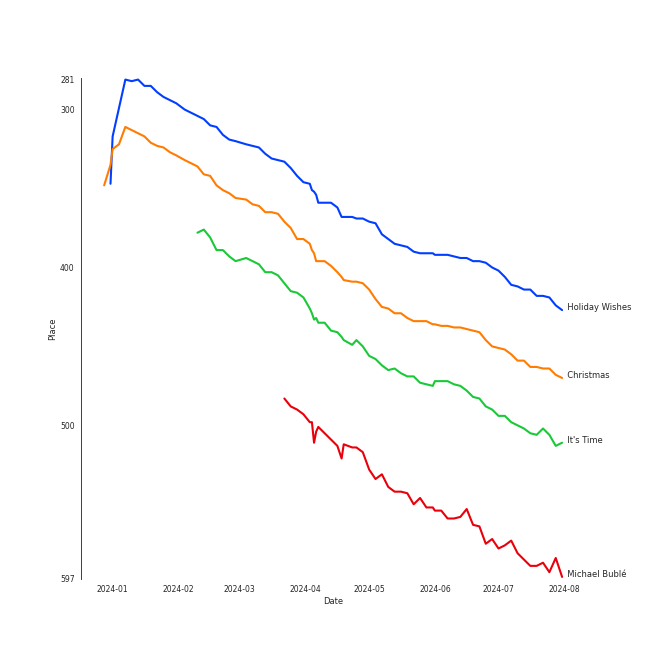 281
300
400
500
597
Place
2024-01
2024-02
2024-03
2024-04
2024-05
2024-06
2024-07
2024-08
Date
Holiday Wishes
Christmas
It's Time
Michael Bublé